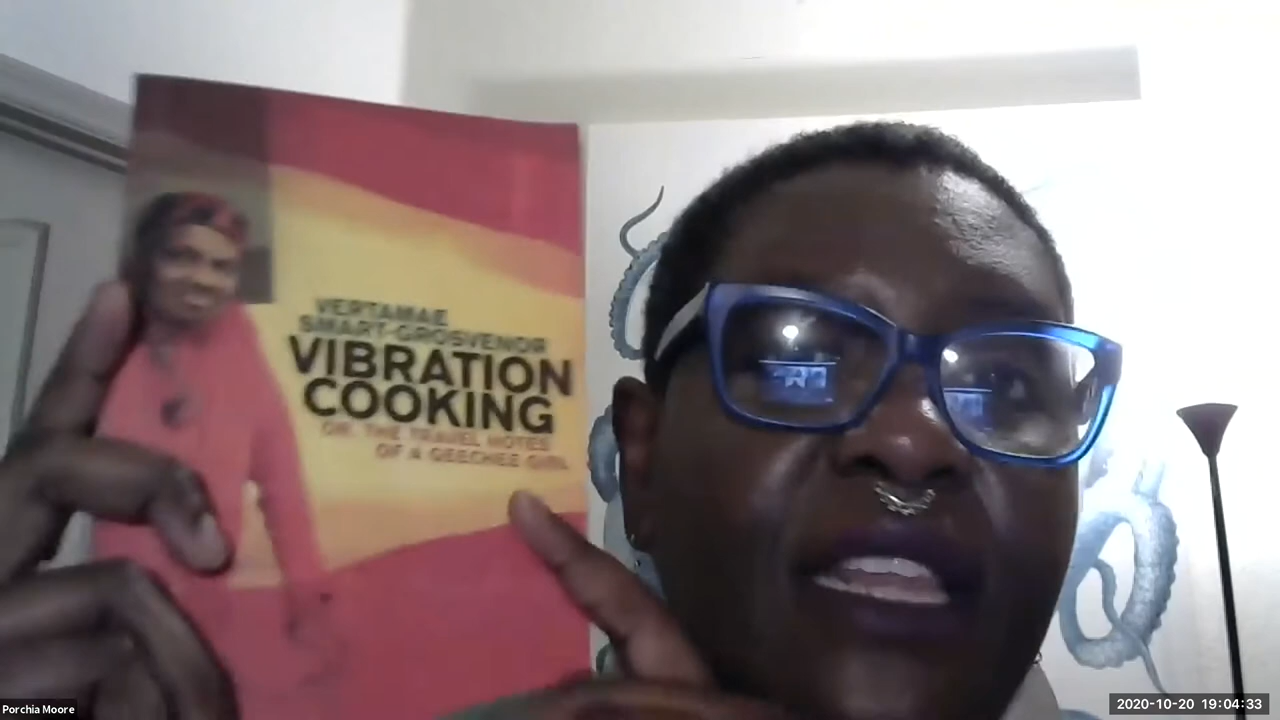 VERTAMAE
SMART-GROSVENOR
VIBRATION
COOKING
OR, THE TRAVEL NOTES
OF A GEECHEE GIRL
Porchia Moore
2020-10-20 19:04:33